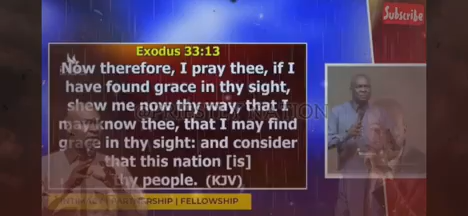 Subscribe
Exodus 33:13
Now therefore, I pray thee, if I
have found grace in thy sight,
shew me now thy way, that I
may know thee, that I may find
grace in thy sight: and consider
that this nation [is]
thy people. (KJV)
NATION
| FELLOWSHIP